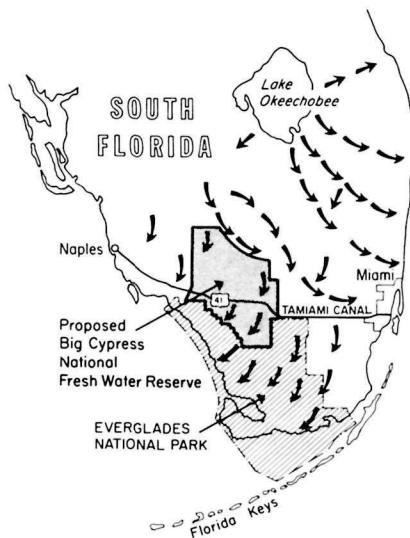 Lake
Okeechobee
SOUTH
FLORIDA
Naples
Miami
41
TAMIAMI CANAL
Proposed
Big Cypress
National
Fresh Water Reserve
EVERGLADES
NATIONAL PARK
Florida Keys